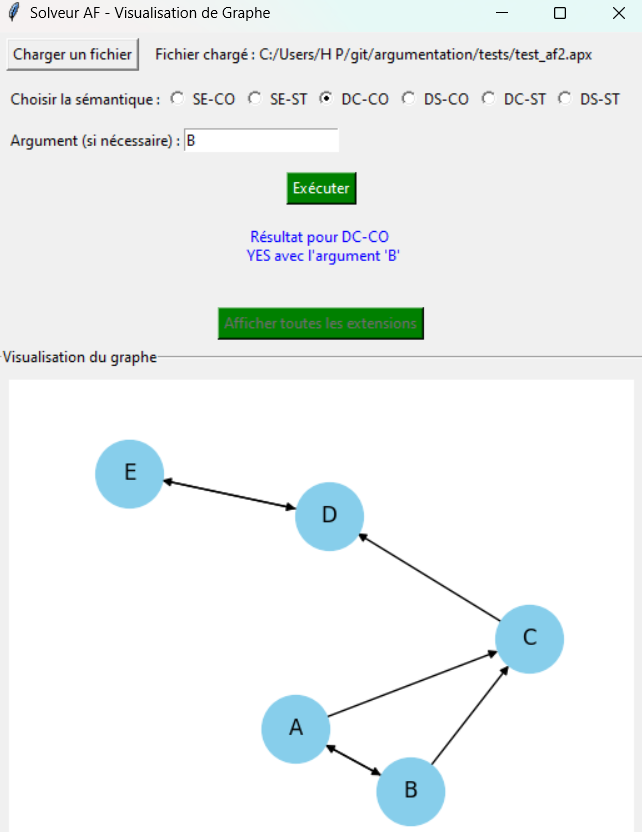 Solveur AF - Visualisation de Graphe
Charger un fichier Fichier chargé : C:/Users/H P/git/argumentation/tests/test_af2.apx
Choisir la sémantique : SE-CO SE-ST DC-CO DS-CO DC-ST DS-ST
Argument (si nécessaire) : B
Exécuter
Résultat pour DC-CO
YES avec l'argument 'B'
Afficher toutes les extensions
Visualisation du graphe
E
D
C
A
B